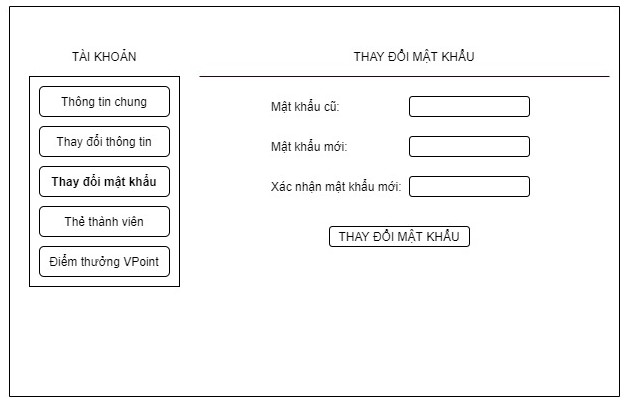 TÀI KHOẢN
Thông tin chung
Thay đổi thông tin
Thay đổi mật khẩu
Thẻ thành viên
Điểm thưởng VPoint
THAY ĐỔI MẬT KHẨU
Mật khẩu cũ:
Mật khẩu mới:
Xác nhận mật khẩu mới:
THAY ĐỔI MẬT KHẨU